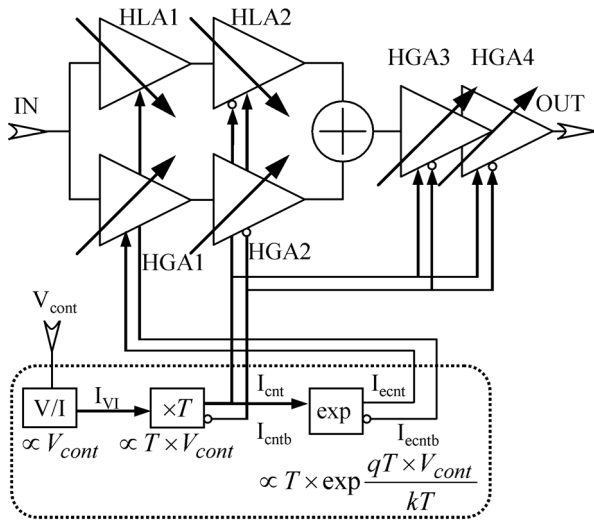 HLA1 HLA2
HGA3 HGA4
IN
OUT
HGA1
HGA2
V_cont
I_VI
I_cnt
I_ecnt
V/I
×T
exp
∝ V_cont
∝ T × V_cont
I_cntb
I_ecntb
∝ T × exp qT × V_cont / kT